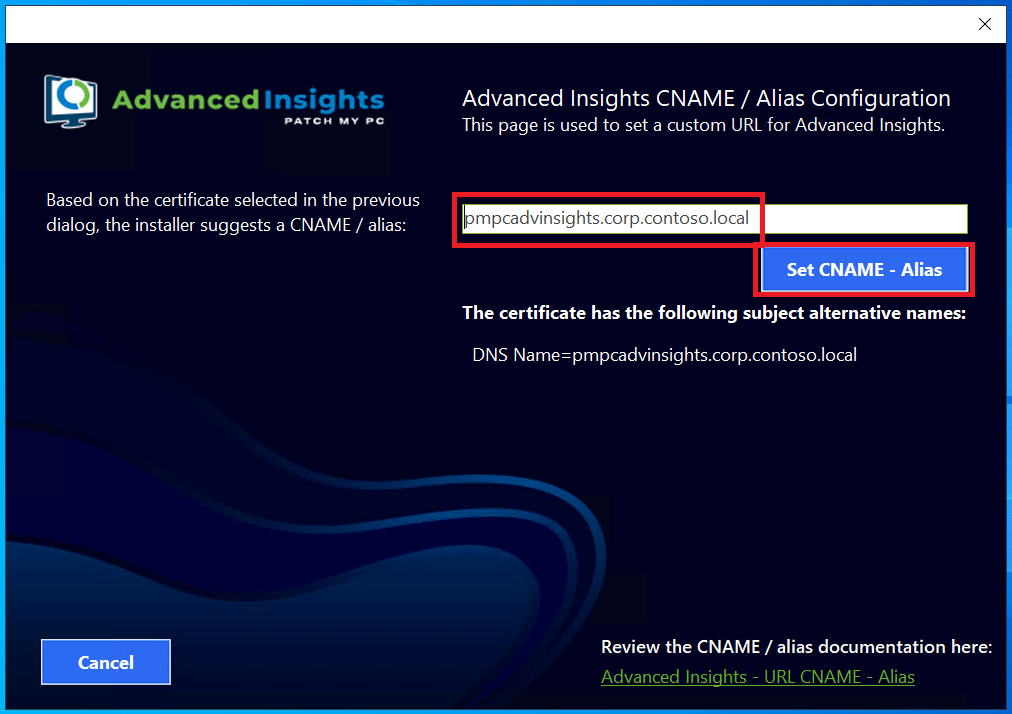 Advanced Insights
PATCH MY PC
Advanced Insights CNAME / Alias Configuration
This page is used to set a custom URL for Advanced Insights.
Based on the certificate selected in the previous
dialog, the installer suggests a CNAME / alias:
pmpcadvinsights.corp.contoso.local
Set CNAME - Alias
The certificate has the following subject alternative names:
DNS Name=pmpcadvinsights.corp.contoso.local
Cancel
Review the CNAME / alias documentation here:
Advanced Insights - URL CNAME - Alias